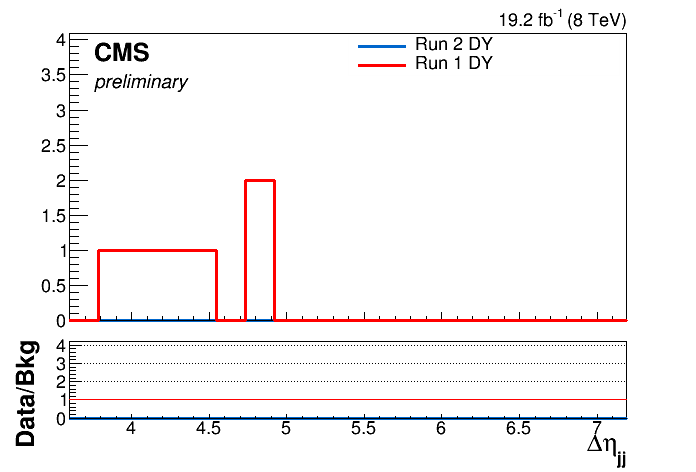 19.2 fb-1 (8 TeV)
CMS
preliminary
Run 2 DY
Run 1 DY
4
3.5
3
2.5
2
1.5
1
0.5
0
Data/Bkg
4
3
2
1
0
4 4.5 5 5.5 6 6.5 7
Δηjj